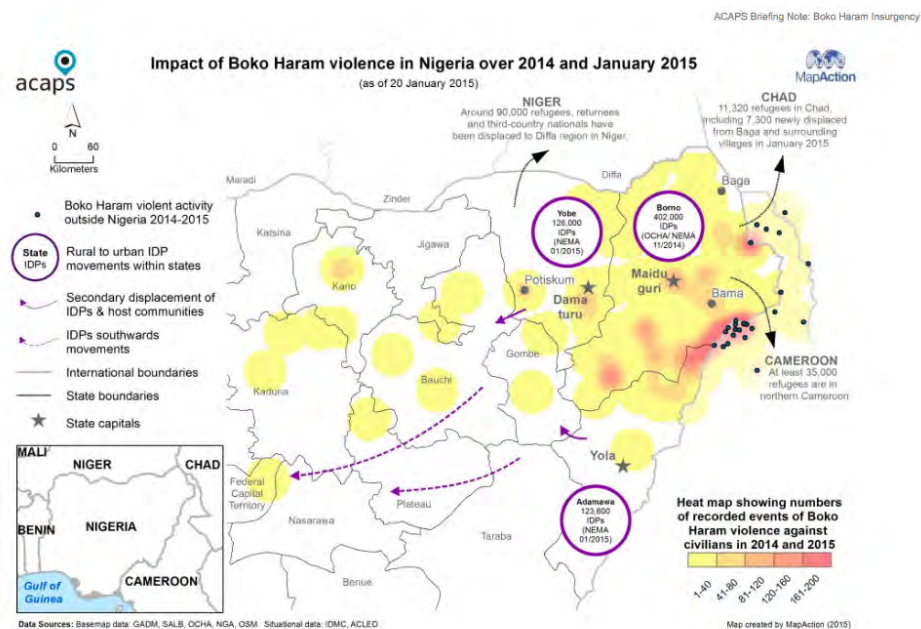 ACAPS Briefing Note: Boko Haram Insurgency
acaps
Impact of Boko Haram violence in Nigeria over 2014 and January 2015
(as of 20 January 2015)
MapAction
N
0 60
Kilometers
Boko Haram violent activity
outside Nigeria 2014-2015
State
IDPs
Rural to urban IDP
movements within states
Secondary displacement of
IDPs & host communities
IDPs southwards
movements
International boundaries
State boundaries
State capitals
NIGER
Around 90,000 refugees, returnees
and third-country nationals have
been displaced to Diffa region in Niger.
CHAD
11,320 refugees in Chad,
including 7,300 newly displaced
from Baga and surrounding
villages in January 2015
Maradi
Zinder
Diffa
Baga
Katsina
Jigawa
Kano
Yobe
126,000
IDPs
(NEMA
01/2015)
Borno
402,000
IDPs
(OCHA/ NEMA
11/2014)
Potiskum
Dama
turu
Maidu
guri
Bama
Kaduna
Bauchi
Gombe
CAMEROON
At least 35,000
refugees are in
northern Cameroon
Yola
Federal
Capital
Territory
Nasarawa
Plateau
Taraba
Benue
Adamawa
123,600
IDPs
(NEMA
01/2015)
Heat map showing numbers
of recorded events of Boko
Haram violence against
civilians in 2014 and 2015
1-40
41-80
81-120
120-160
161-200
MALI
NIGER
CHAD
BENIN
NIGERIA
CAMEROON
Gulf of
Guinea
Data Sources: Basemap data: GADM, SALB, OCHA, NGA, OSM. Situational data: IDMC, ACLED.
Map created by MapAction (2015)